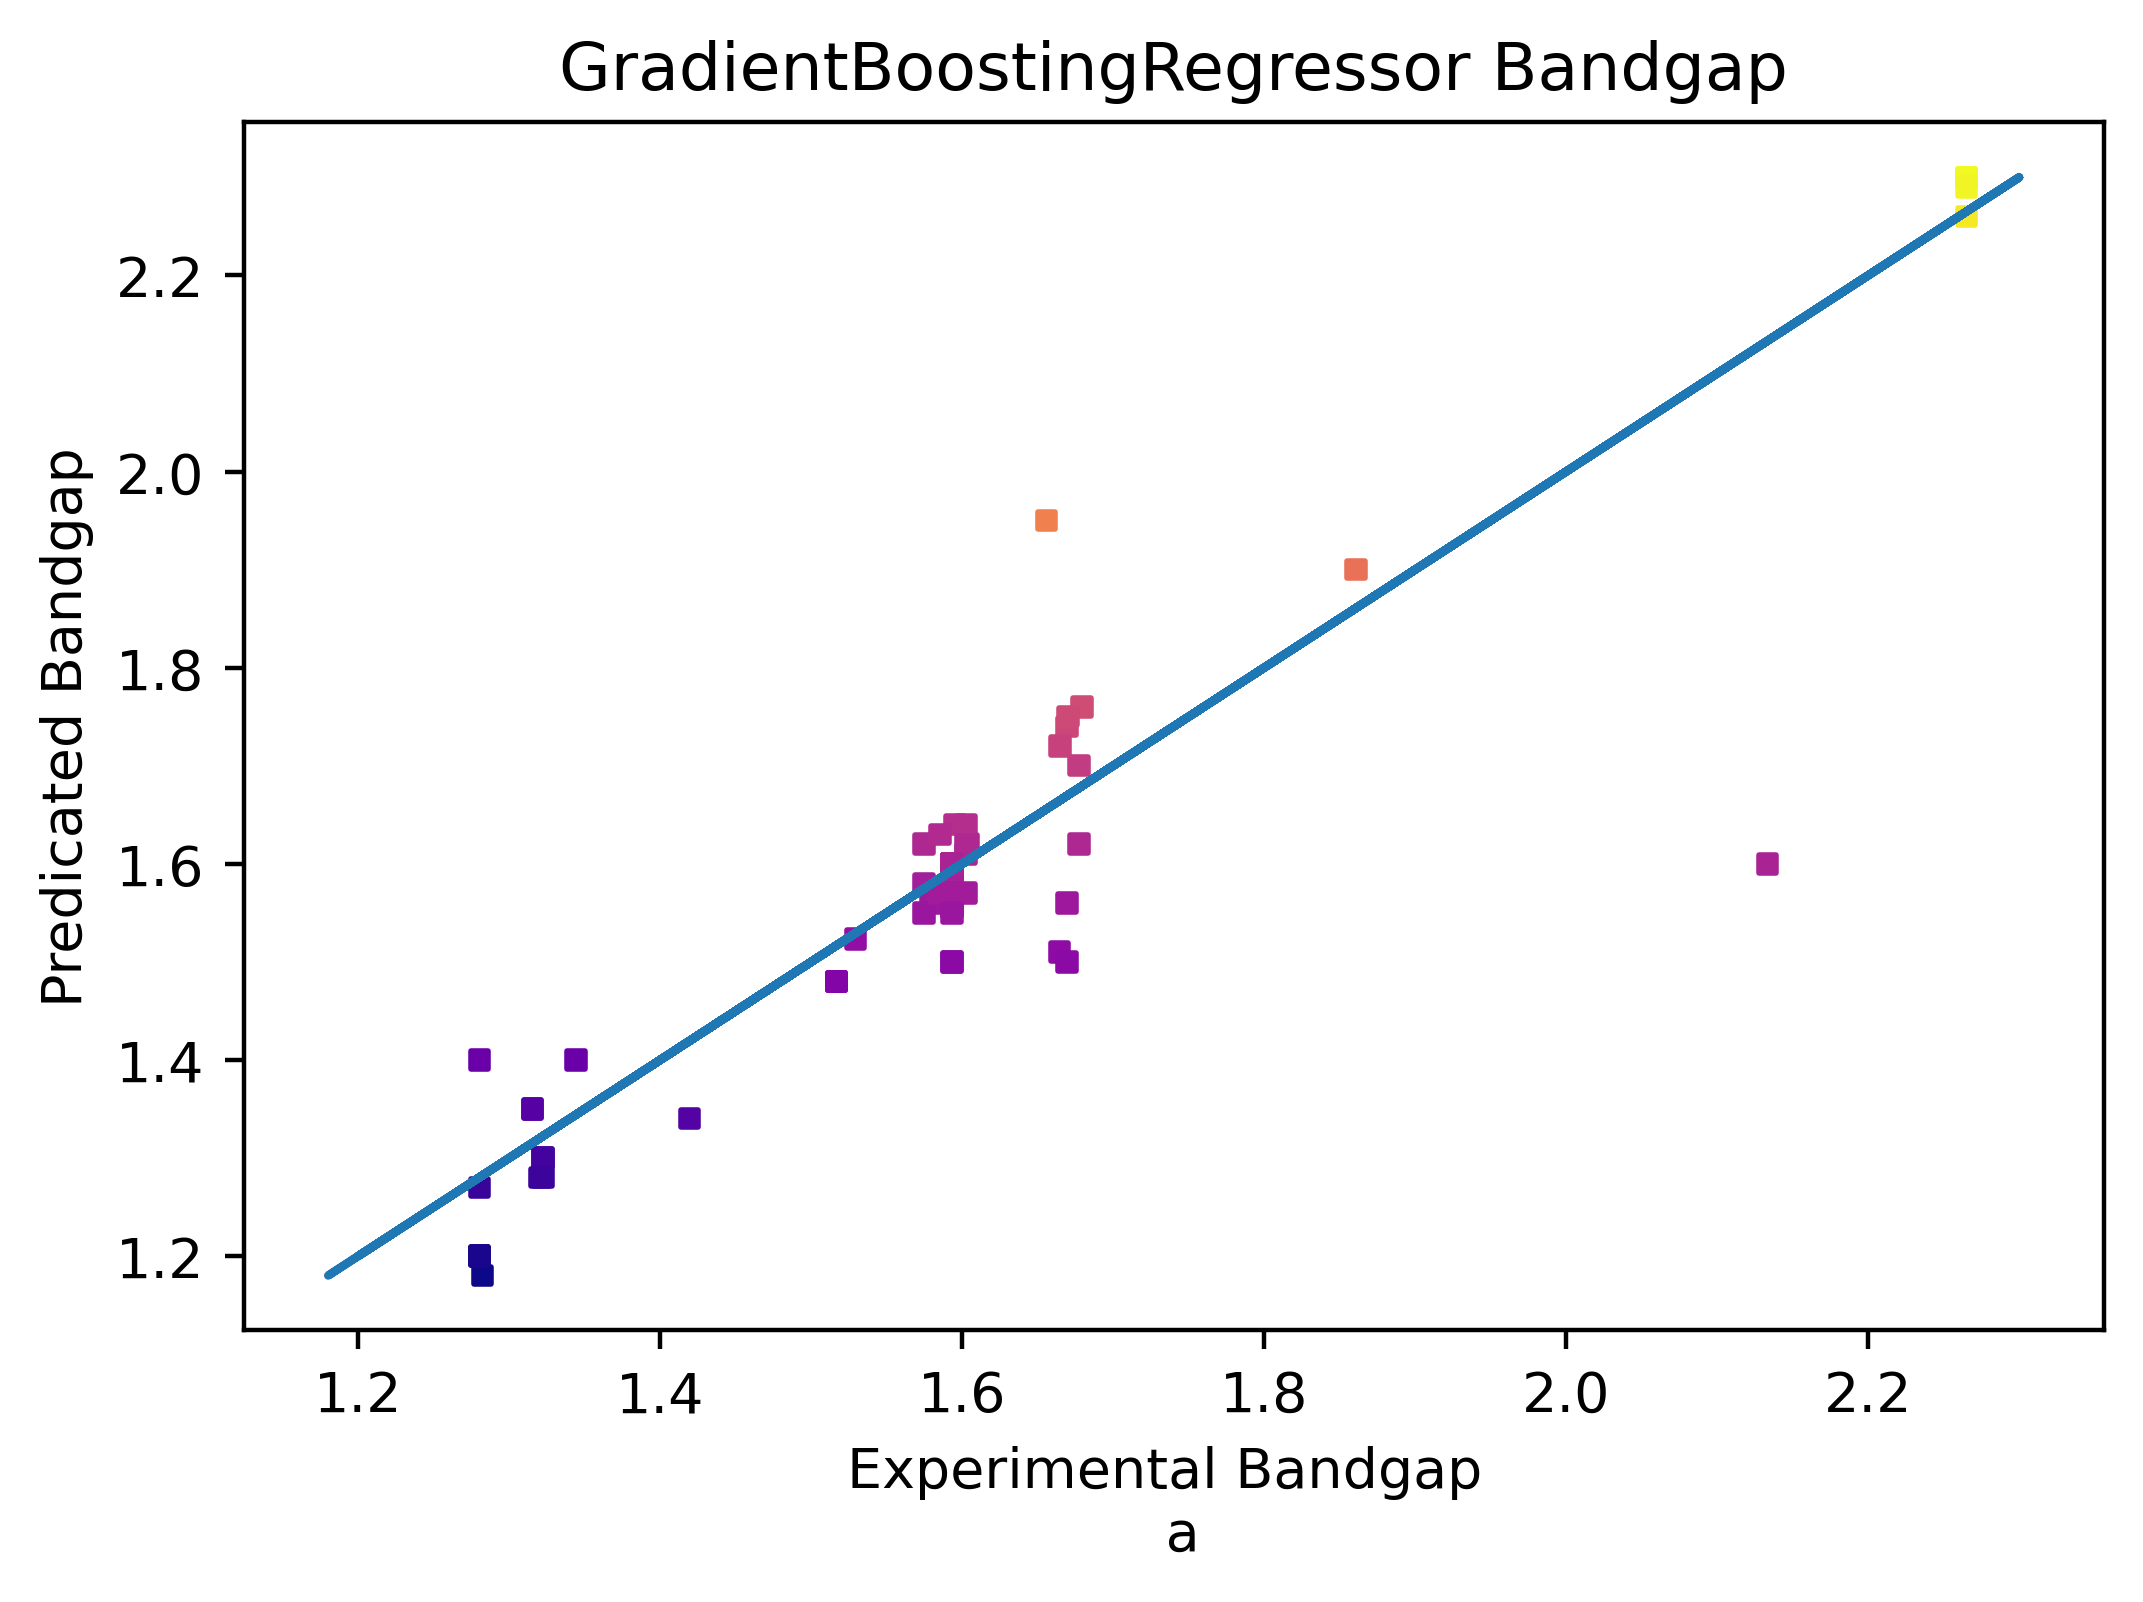 GradientBoostingRegressor Bandgap
Predicated Bandgap
2.2
2.0
1.8
1.6
1.4
1.2
1.2 1.4 1.6 1.8 2.0 2.2
Experimental Bandgap
a